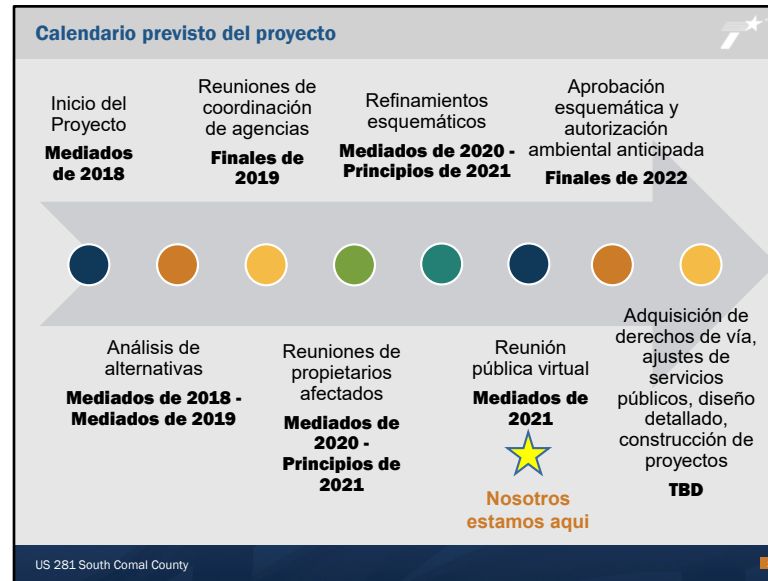 Calendario previsto del proyecto
Inicio del
Proyecto
Mediados
de 2018
Análisis de
alternativas
Mediados de 2018 -
Mediados de 2019
Reuniones de
coordinación
de agencias
Finales de
2019
Reuniones de
propietarios
afectados
Mediados de
2020 -
Principios de
2021
Refinamientos
esquemáticos
Mediados de 2020 -
Principios de 2021
Reunión
pública virtual
Mediados de
2021
Nosotros
estamos aqui
Aprobación
esquemática y
autorización
ambiental anticipada
Finales de 2022
Adquisición de
derechos de vía,
ajustes de
servicios
públicos, diseño
detallado,
construcción de
proyectos
TBD
US 281 South Comal County